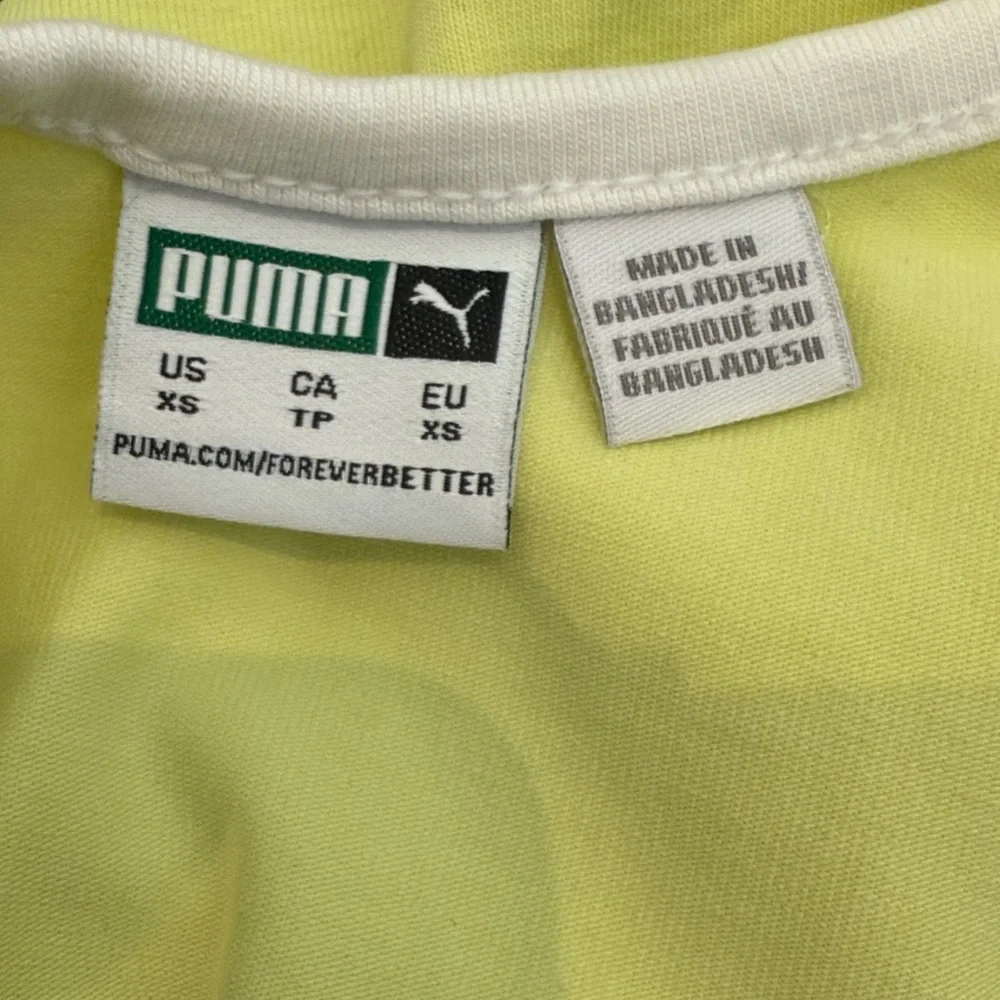 PUMA
US CA EU
XS TP XS
PUMA.COM/FOREVERBETTER
MADE IN
BANGLADESH/
FABRIQUÉ AU
BANGLADESH